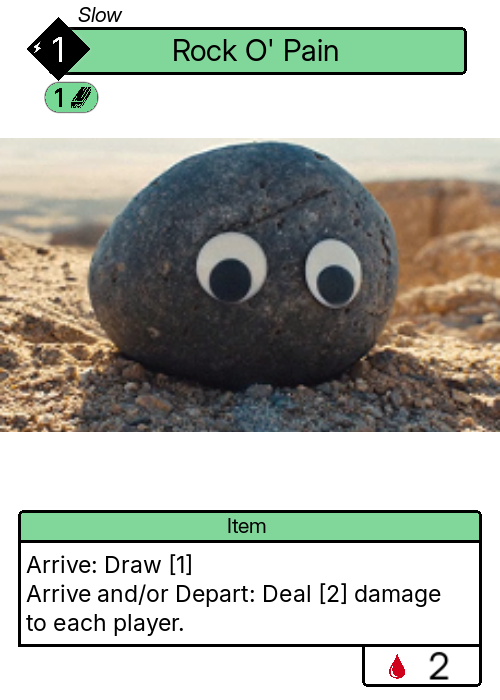 Slow
1
Rock O' Pain
1
Item
Arrive: Draw [1]
Arrive and/or Depart: Deal [2] damage
to each player.
2